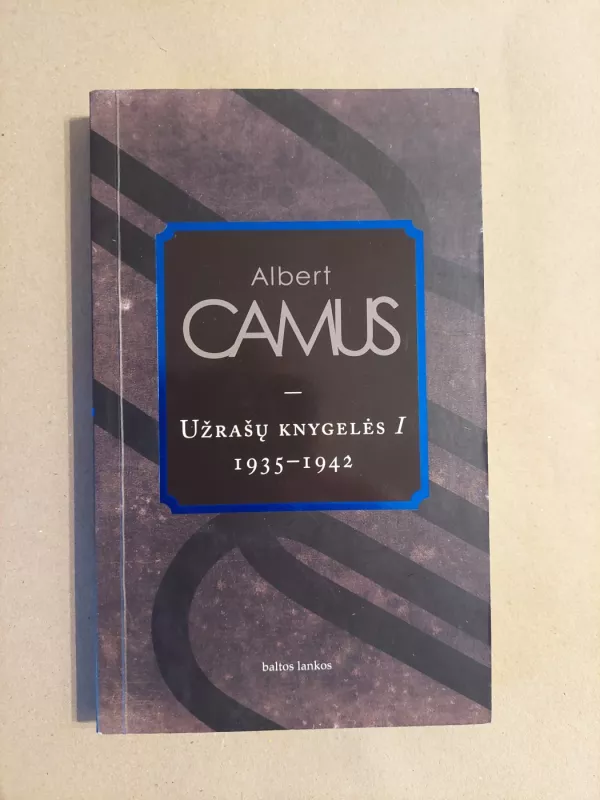 Albert
CAMUS
—
UŽRAŠŲ KNYGELĖS I
1935–1942
baltos lankos